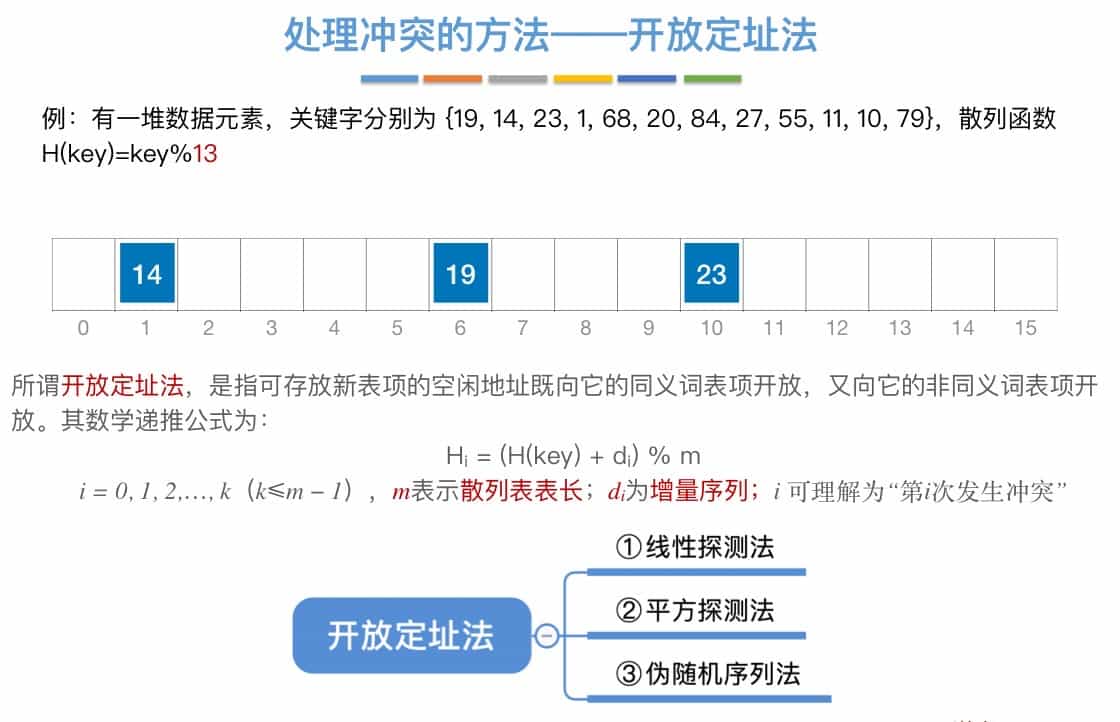 处理冲突的方法——开放定址法
例：有一堆数据元素，关键字分别为 {19, 14, 23, 1, 68, 20, 84, 27, 55, 11, 10, 79}，散列函数
H(key)=key%13
14 19 23
0 1 2 3 4 5 6 7 8 9 10 11 12 13 14 15
所谓开放定址法，是指可存放新表项的空闲地址既向它的同义词表项开放，又向它的非同义词表项开
放。其数学递推公式为：
Hᵢ = (H(key) + dᵢ) % m
i = 0, 1, 2,…, k（k≤m − 1），m表示散列表表长；dᵢ为增量序列；i 可理解为“第i次发生冲突”
①线性探测法
②平方探测法
开放定址法
③伪随机序列法